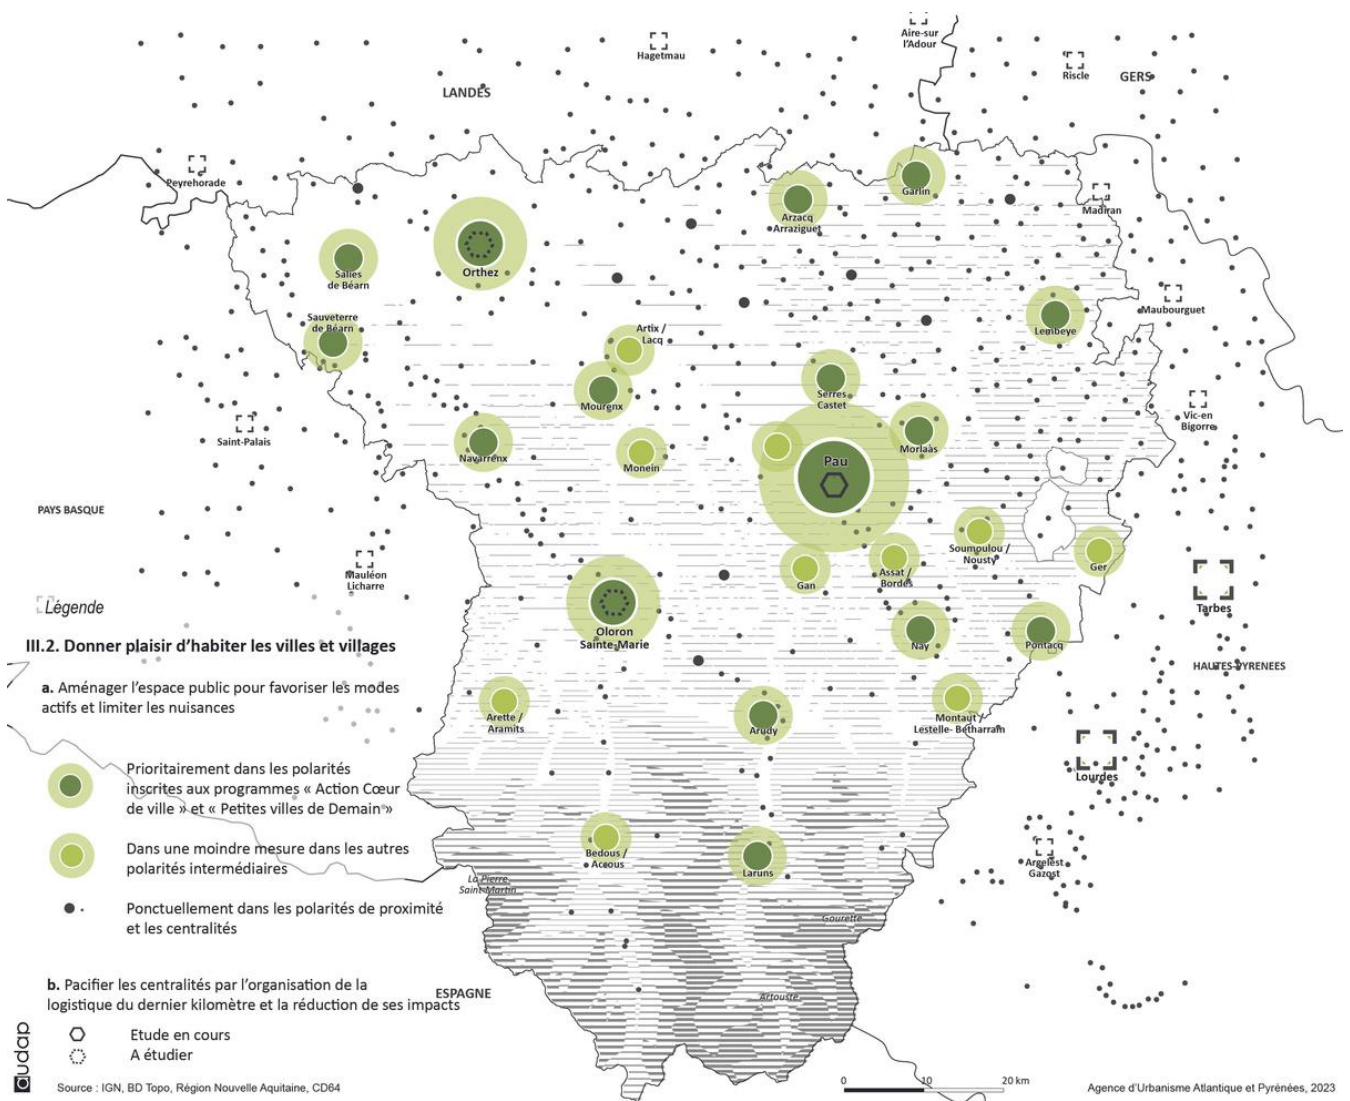 Aire-sur
l'Adour
Hagetmau
Riscle
GERS
LANDES
Peyrehorade
Garlin
Madiran
Arzacq
Arraziguet
Orthez
Salies
de Béarn
Maubourguet
Sauveterre
de Béarn
Artix /
Lacq
Lembeye
Mourenx
Serres
Castet
Vic-en
Bigorre
Saint-Palais
Navarrenx
Monein
Morlaàs
Pau
PAYS BASQUE
Soumoulou /
Nousty
Ger
Mauléon
Licharre
Gan
Assat /
Bordes
Tarbes
Oloron
Sainte-Marie
Nay
Pontacq
HAUTES-PYRENEES
Arette /
Aramits
Arudy
Montaut /
Lestelle- Betharram
Lourdes
Bedous /
Accous
Laruns
Argelest
Gazost
La Pierre
Saint-Martin
Gourette
Artouste
ESPAGNE
Légende
III.2. Donner plaisir d'habiter les villes et villages
a. Aménager l'espace public pour favoriser les modes
actifs et limiter les nuisances
Prioritairement dans les polarités
inscrites aux programmes « Action Cœur
de ville » et « Petites villes de Demain »
Dans une moindre mesure dans les autres
polarités intermédiaires
Ponctuellement dans les polarités de proximité
et les centralités
b. Pacifier les centralités par l'organisation de la
logistique du dernier kilomètre et la réduction de ses impacts
Etude en cours
A étudier
audap
Source : IGN, BD Topo, Région Nouvelle Aquitaine, CD64
0 10 20 km
Agence d'Urbanisme Atlantique et Pyrénées, 2023